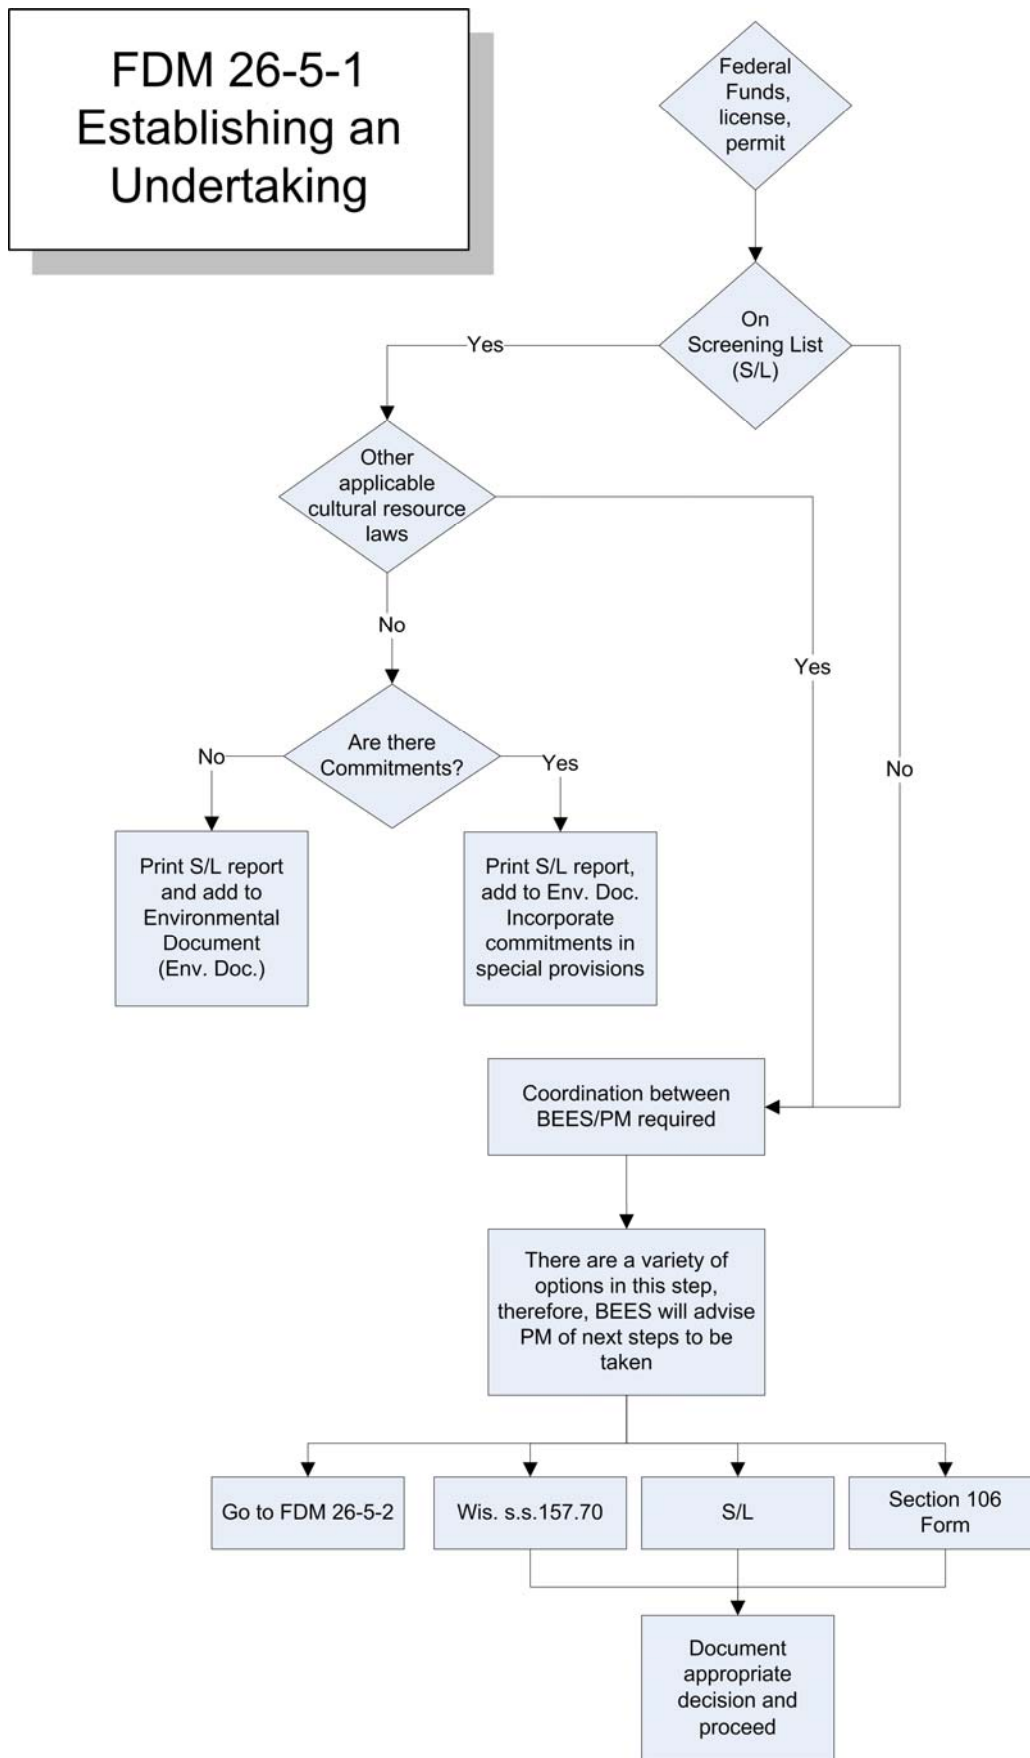 FDM 26-5-1
Establishing an
Undertaking
Federal
Funds,
license,
permit
On
Screening List
(S/L)
Yes
No
Other
applicable
cultural resource
laws
No
Yes
Are there
Commitments?
No
Yes
Print S/L report
and add to
Environmental
Document
(Env. Doc.)
Print S/L report,
add to Env. Doc.
Incorporate
commitments in
special provisions
Coordination between
BEES/PM required
There are a variety of
options in this step,
therefore, BEES will advise
PM of next steps to be
taken
Go to FDM 26-5-2
Wis. s.s.157.70
S/L
Section 106
Form
Document
appropriate
decision and
proceed